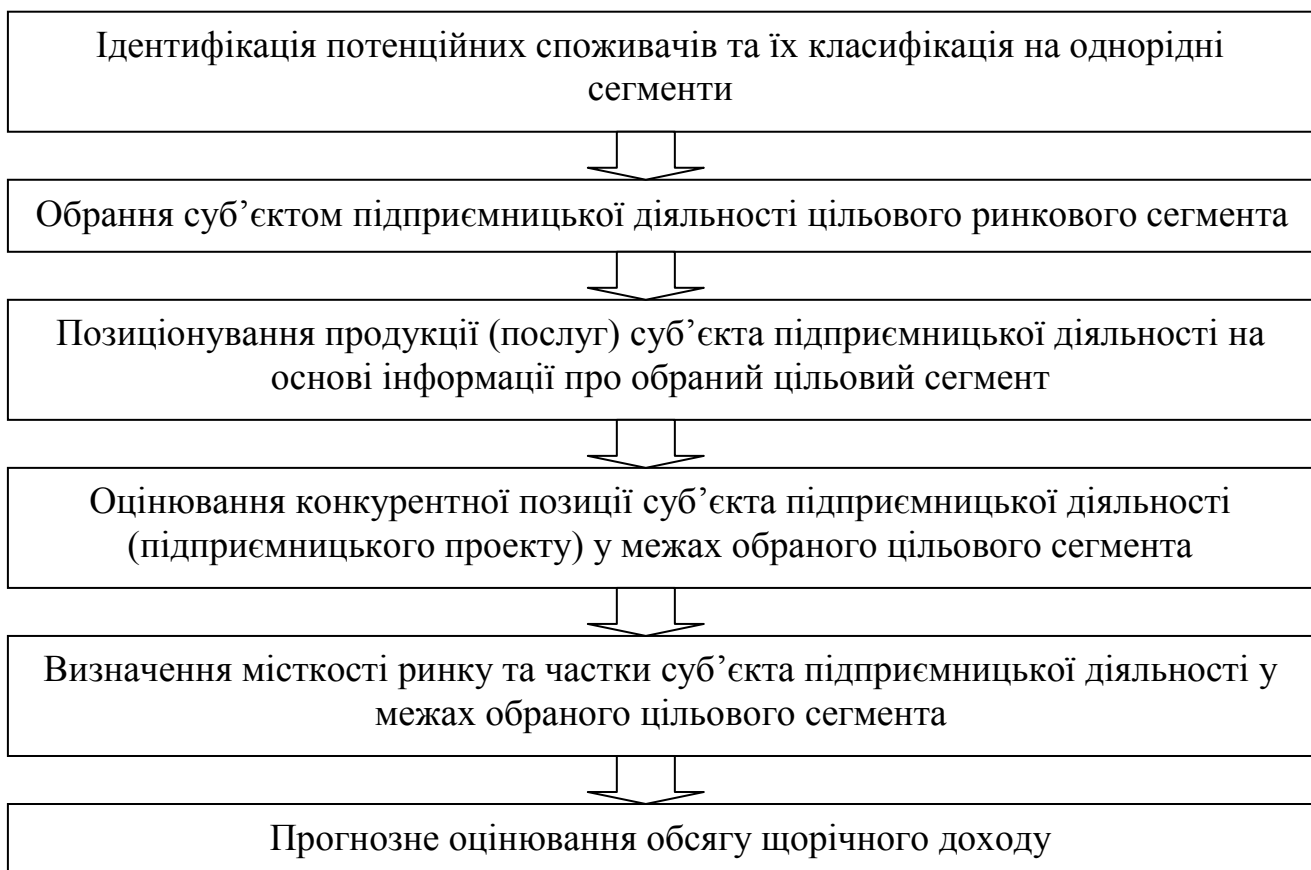 Ідентифікація потенційних споживачів та їх класифікація на однорідні
сегменти
Обрання суб’єктом підприємницької діяльності цільового ринкового сегмента
Позиціонування продукції (послуг) суб’єкта підприємницької діяльності на
основі інформації про обраний цільовий сегмент
Оцінювання конкурентної позиції суб’єкта підприємницької діяльності
(підприємницького проекту) у межах обраного цільового сегмента
Визначення місткості ринку та частки суб’єкта підприємницької діяльності у
межах обраного цільового сегмента
Прогнозне оцінювання обсягу щорічного доходу